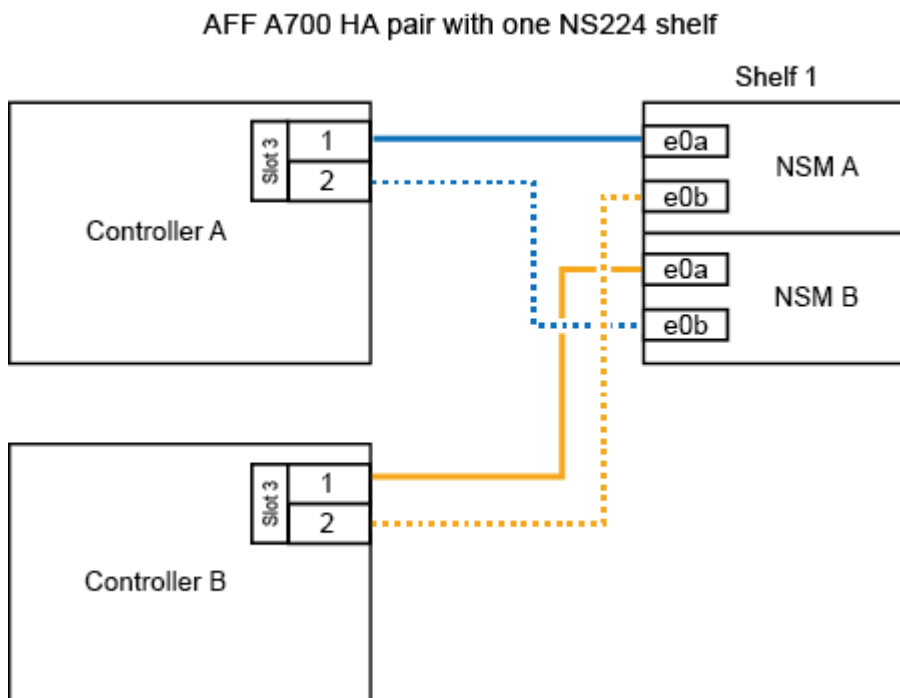 AFF A700 HA pair with one NS224 shelf
Shelf 1
Slot 3
1
2
Controller A
e0a
e0b
NSM A
e0a
e0b
NSM B
Slot 3
1
2
Controller B